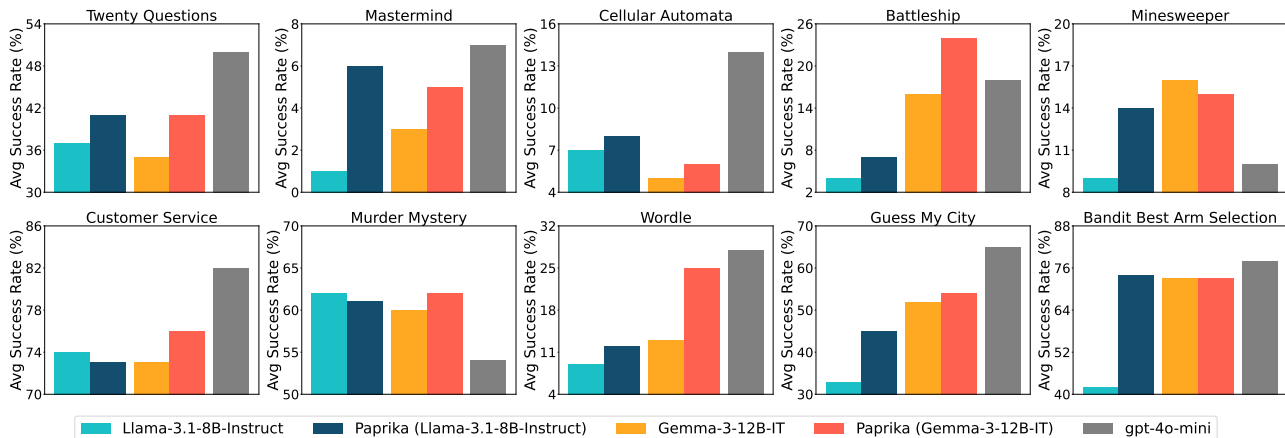 Twenty Questions
Avg Success Rate (%)
54
48
42
36
30
Mastermind
Avg Success Rate (%)
8
6
4
2
0
Cellular Automata
Avg Success Rate (%)
16
13
10
7
4
Battleship
Avg Success Rate (%)
26
20
14
8
2
Minesweeper
Avg Success Rate (%)
20
17
14
11
8
Customer Service
Avg Success Rate (%)
86
82
78
74
70
Murder Mystery
Avg Success Rate (%)
70
65
60
55
50
Wordle
Avg Success Rate (%)
32
25
18
11
4
Guess My City
Avg Success Rate (%)
70
60
50
40
30
Bandit Best Arm Selection
Avg Success Rate (%)
88
76
64
52
40
Llama-3.1-8B-Instruct Paprika (Llama-3.1-8B-Instruct) Gemma-3-12B-IT Paprika (Gemma-3-12B-IT) gpt-4o-mini